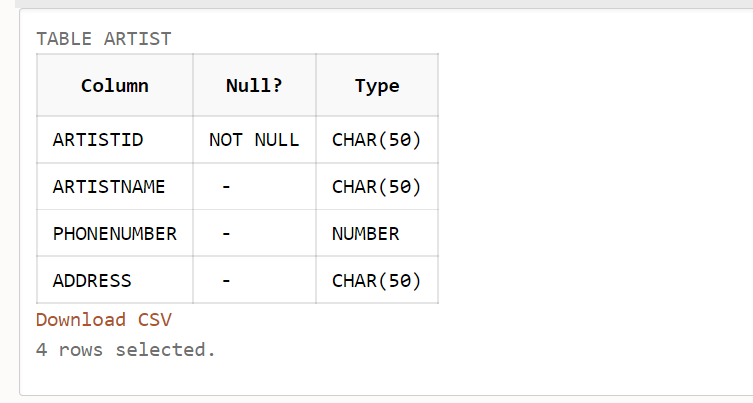 TABLE ARTIST
Column Null? Type
ARTISTID NOT NULL CHAR(50)
ARTISTNAME - CHAR(50)
PHONENUMBER - NUMBER
ADDRESS - CHAR(50)
Download CSV
4 rows selected.